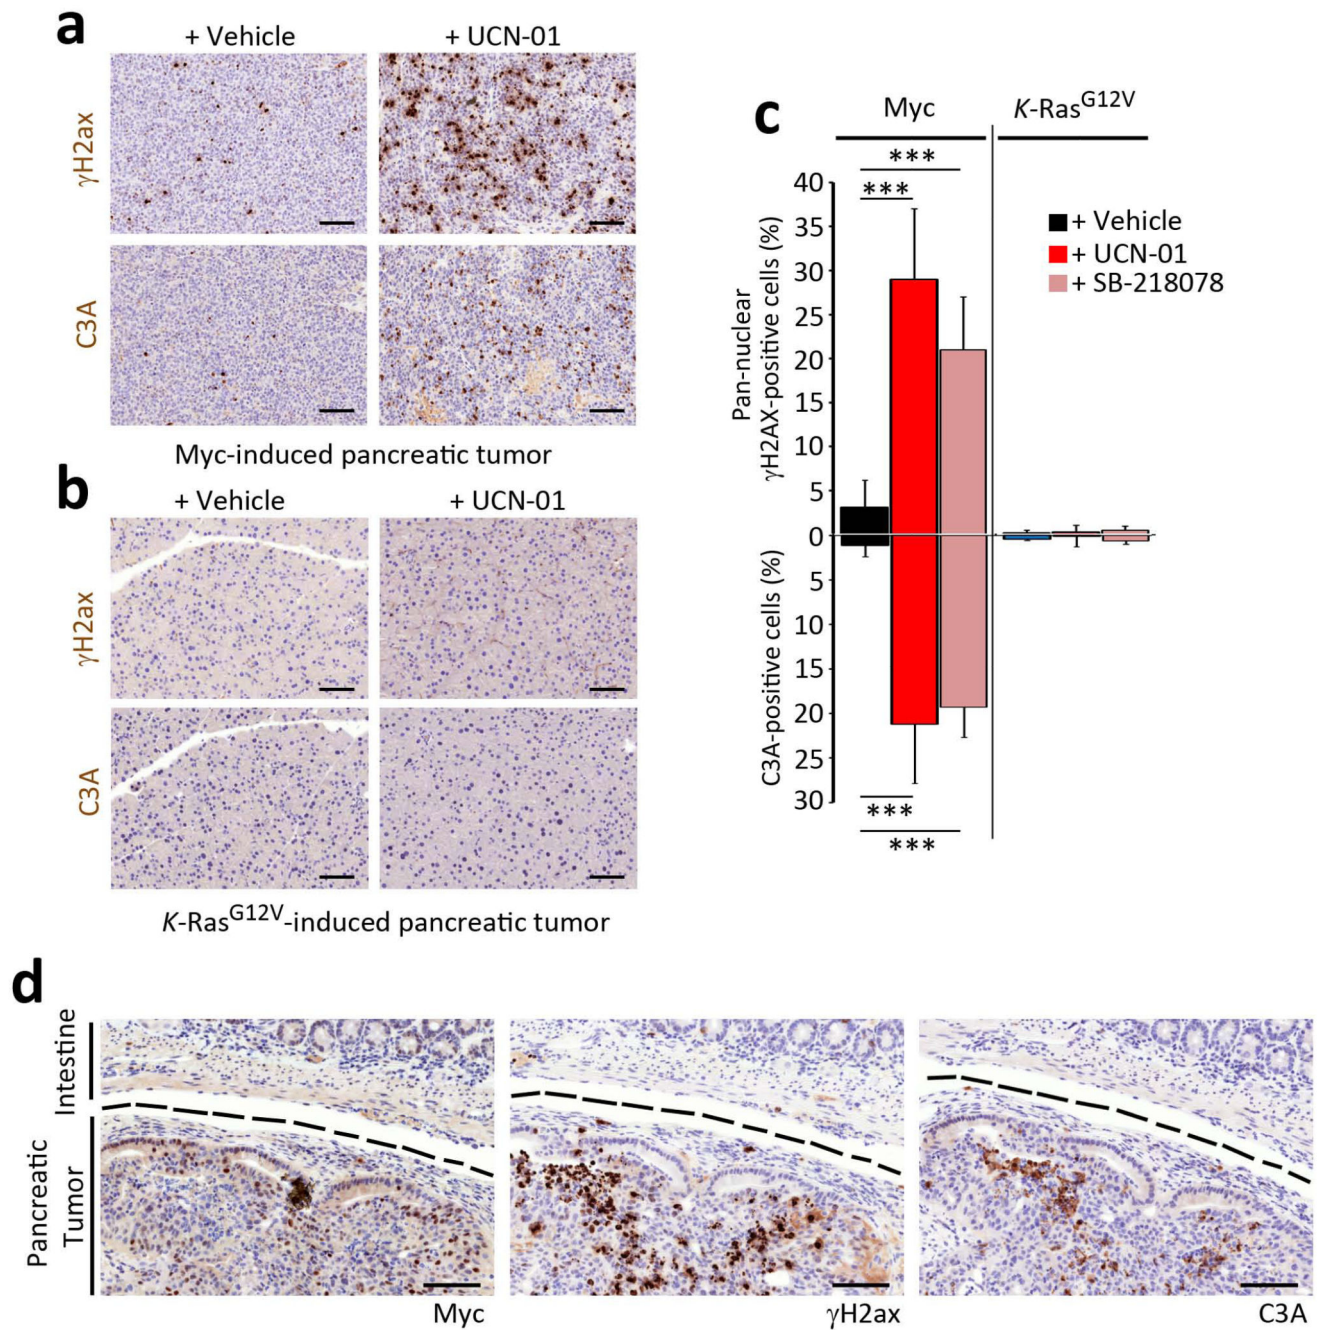 a
+ Vehicle
+ UCN-01
γH2ax
C3A
Myc-induced pancreatic tumor
b
+ Vehicle
+ UCN-01
γH2ax
C3A
K-RasG12V-induced pancreatic tumor
c
Myc
K-RasG12V
***
***
+ Vehicle
+ UCN-01
+ SB-218078
Pan-nuclear
γH2AX-positive cells (%)
C3A-positive cells (%)
40
35
30
25
20
15
10
5
0
5
10
15
20
25
30
***
***
d
Intestine
Pancreatic
Tumor
Myc
γH2ax
C3A